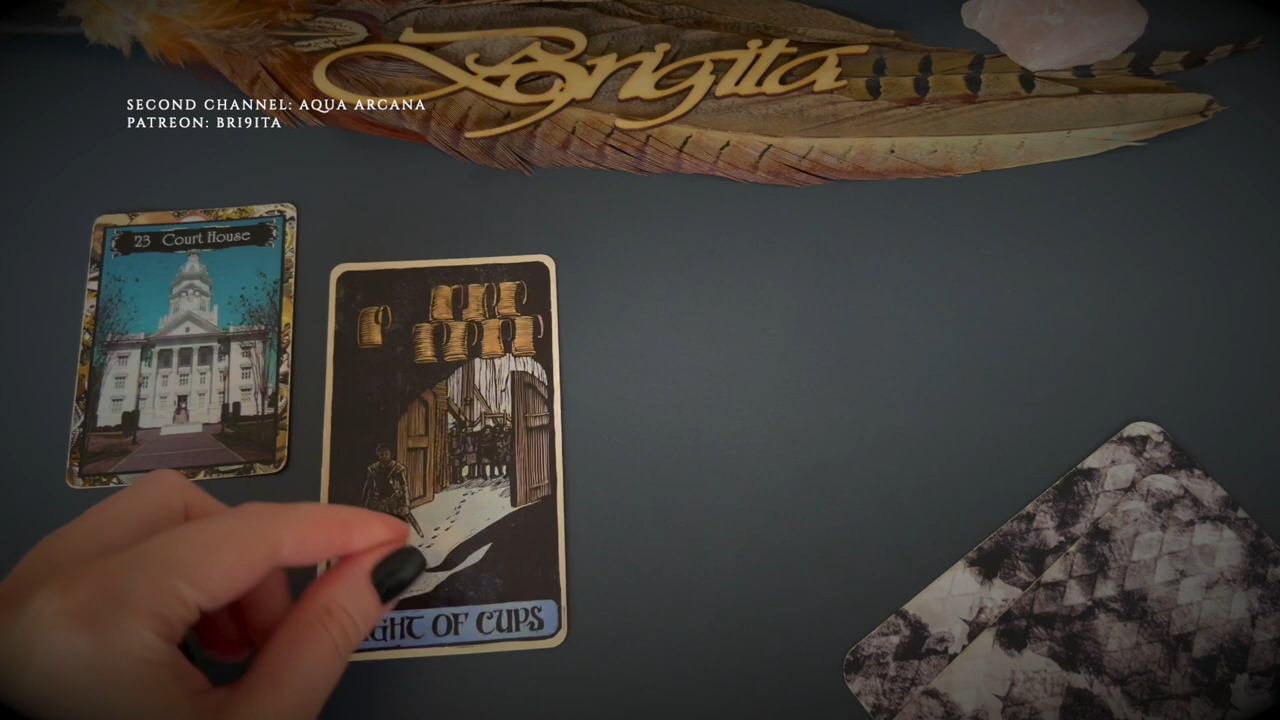 Brigita
SECOND CHANNEL: AQUA ARCANA
PATREON: BRI9ITA
23 Court House
GHT OF CUPS